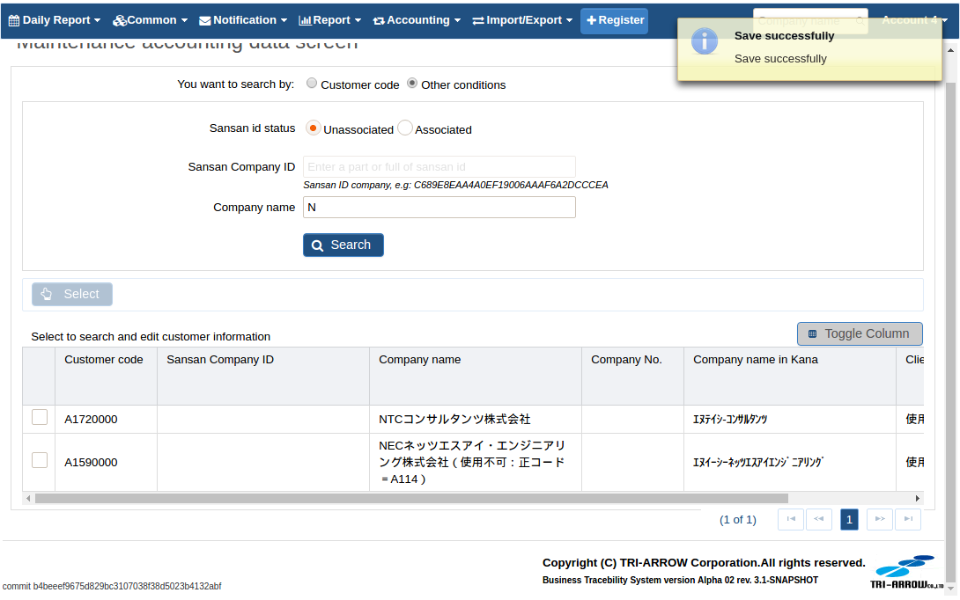 Daily Report Common Notification Report Accounting Import/Export Register Company name Account 4
Save successfully
Save successfully
Maintenance accounting data screen
You want to search by: Customer code Other conditions
Sansan id status Unassociated Associated
Sansan Company ID Enter a part or full of sansan id
Sansan ID company, e.g: C689E8EAA4A0EF19006AAAF6A2DCCCEA
Company name N
Search
Select
Select to search and edit customer information Toggle Column
Customer code Sansan Company ID Company name Company No. Company name in Kana Clie
A1720000 NTCコンサルタンツ株式会社 ｴﾇﾃｲｼｰｺﾝｻﾙﾀﾝﾂ 使用
NECネッツエスアイ・エンジニアリ
A1590000 ング株式会社（使用不可：正コード ｴﾇｲｰｼｰﾈｯﾂｴｽｱｲｴﾝｼﾞﾆｱﾘﾝｸﾞ 使用
＝A114）
(1 of 1) 1
Copyright (C) TRI-ARROW Corporation.All rights reserved.
Business Tracebility System version Alpha 02 rev. 3.1-SNAPSHOT
TRI-ARROW CO.,LTD
commit b4beeef9675d829bc3107038f38d5023b4132abf